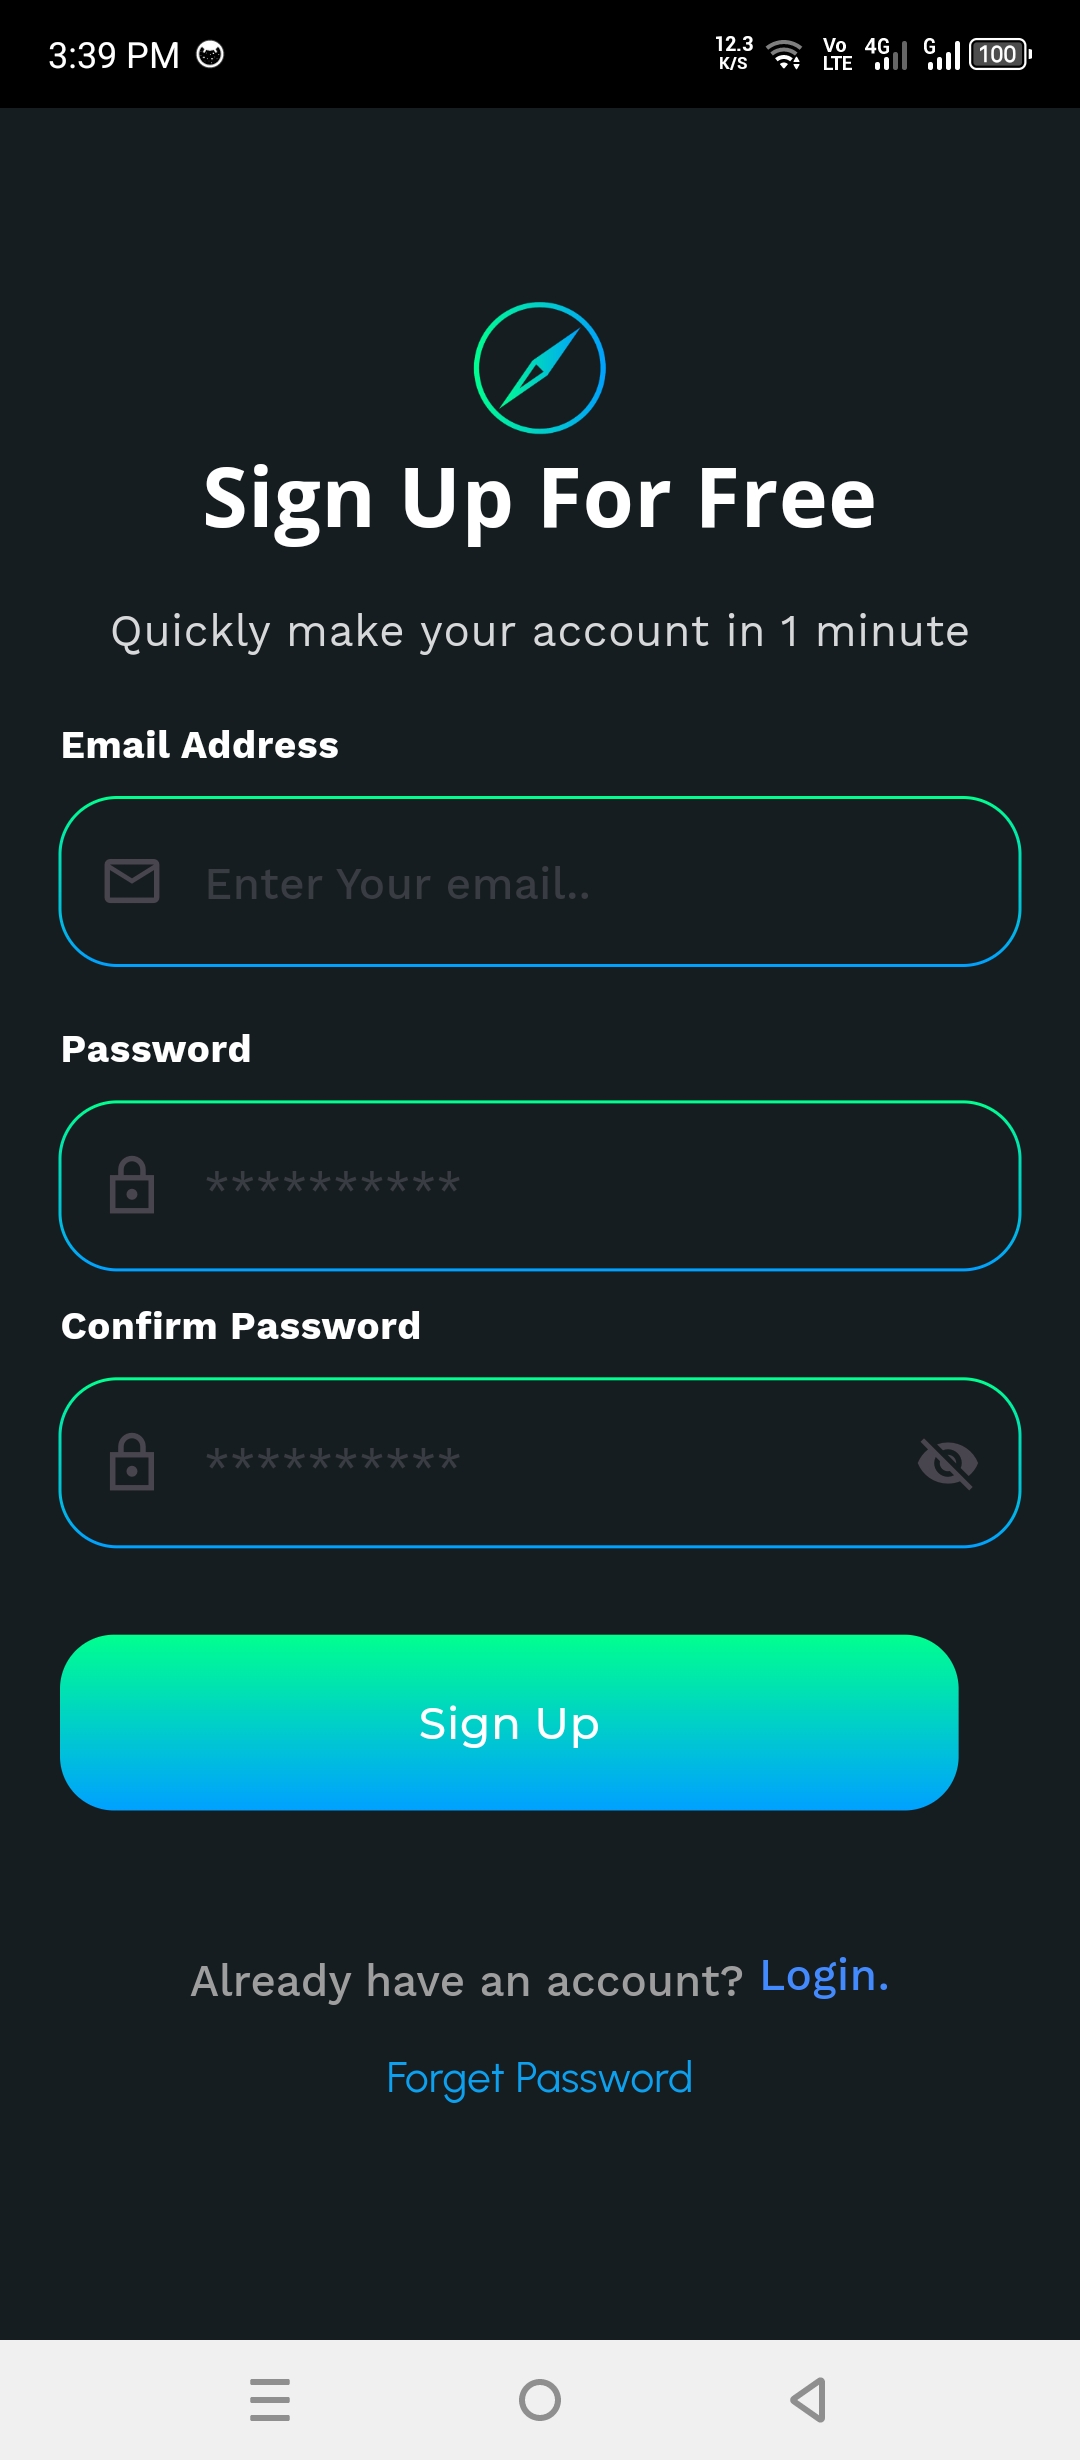 3:39 PM 12.3 K/S Vo LTE 4G G 100
Sign Up For Free
Quickly make your account in 1 minute
Email Address
Enter Your email..
Password
**********
Confirm Password
**********
Sign Up
Already have an account? Login.
Forget Password